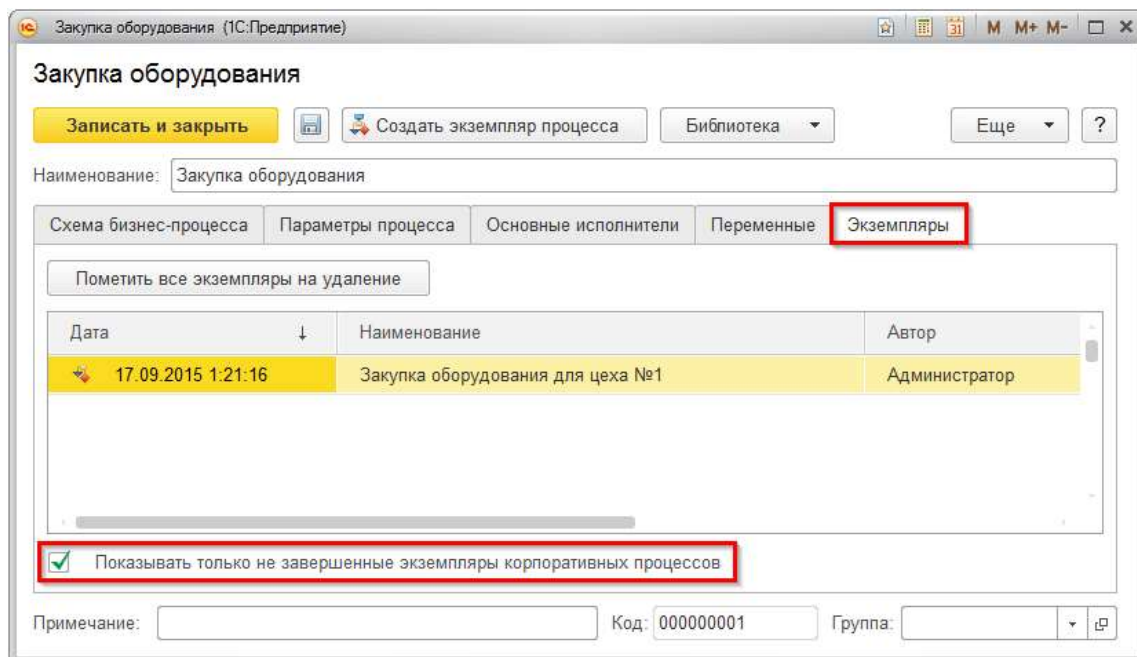 1С Закупка оборудования (1С:Предприятие) 31 M M+ M-
Закупка оборудования
Записать и закрыть Создать экземпляр процесса Библиотека Еще ?
Наименование: Закупка оборудования
Схема бизнес-процесса Параметры процесса Основные исполнители Переменные Экземпляры
Пометить все экземпляры на удаление
Дата ↓ Наименование Автор
17.09.2015 1:21:16 Закупка оборудования для цеха №1 Администратор
Показывать только не завершенные экземпляры корпоративных процессов
Примечание: Код: 000000001 Группа: